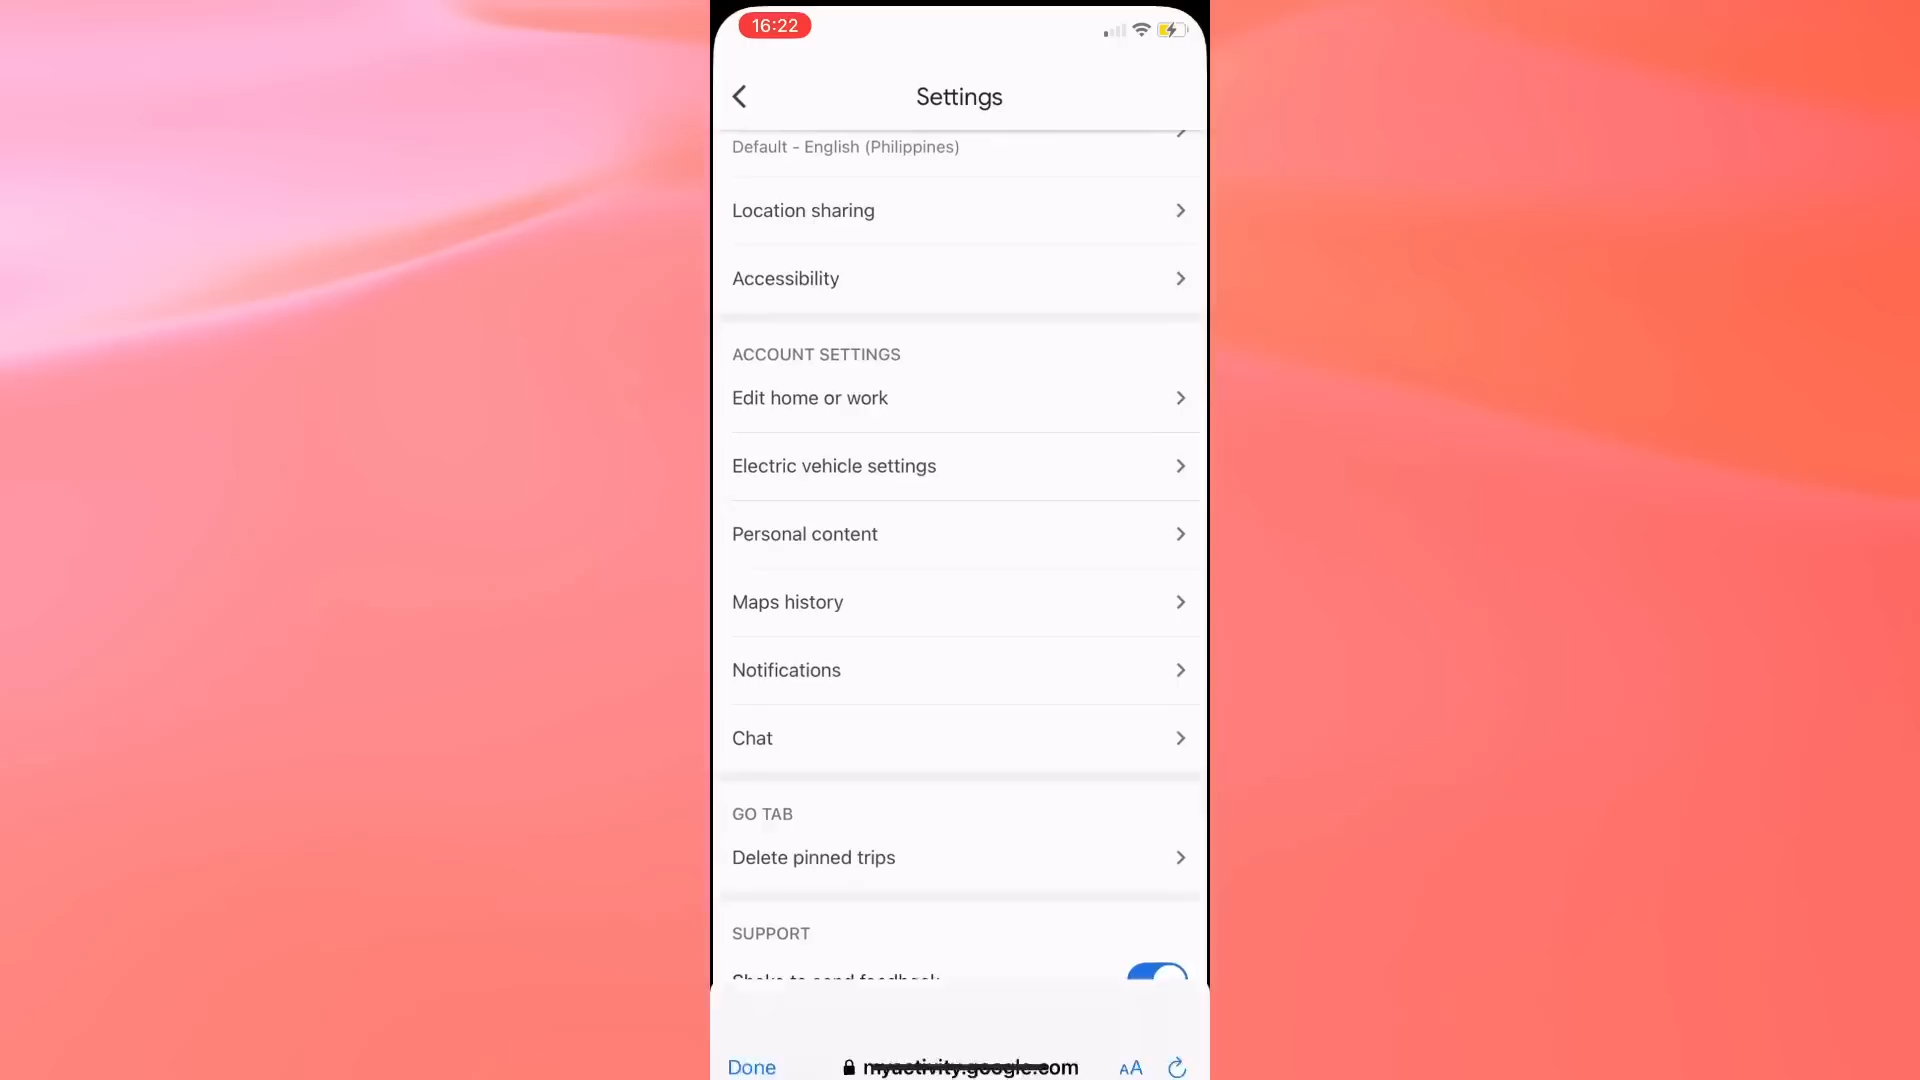 16:22
Settings
Default - English (Philippines)
Location sharing
Accessibility
ACCOUNT SETTINGS
Edit home or work
Electric vehicle settings
Personal content
Maps history
Notifications
Chat
GO TAB
Delete pinned trips
SUPPORT
Shake to send feedback
Done
myactivity.google.com
AA